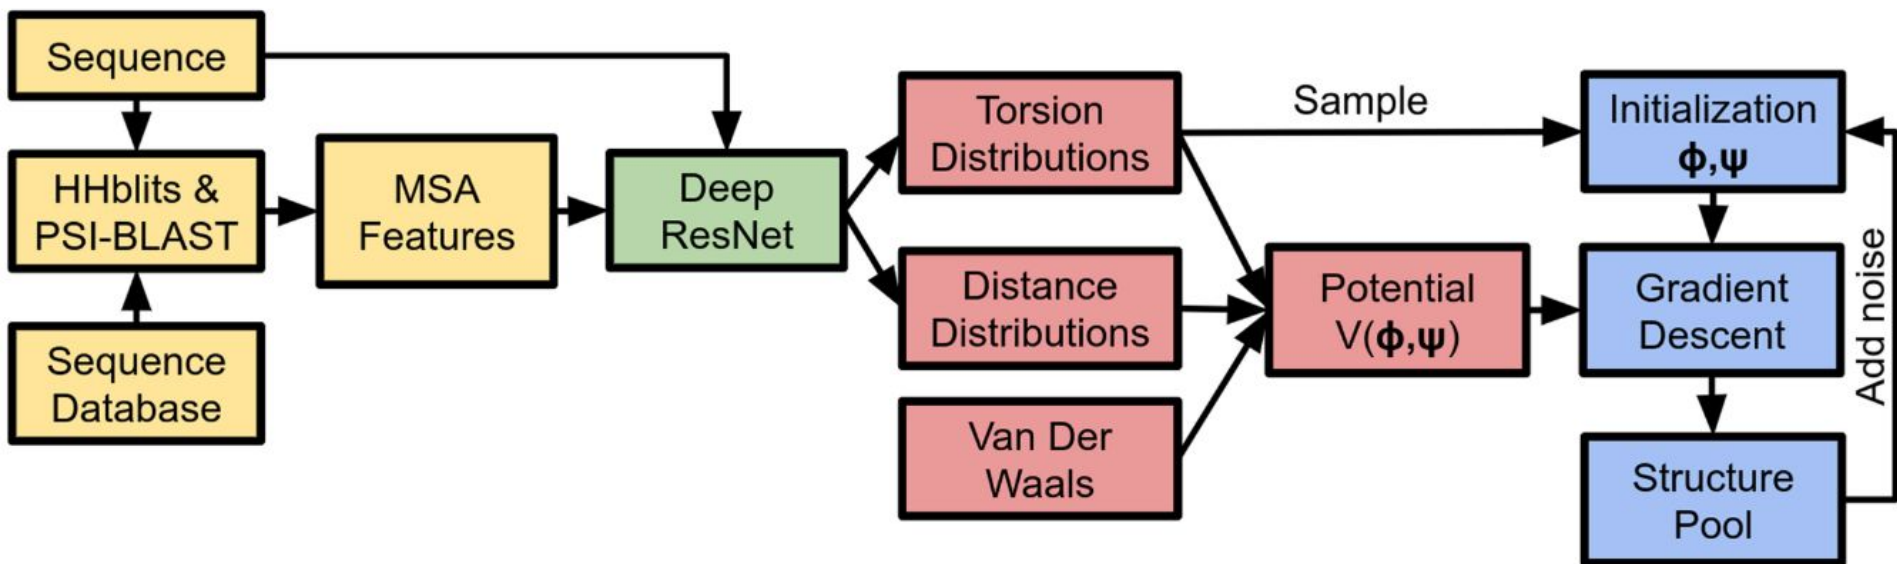 Sequence
HHblits &
PSI-BLAST
Sequence
Database
MSA
Features
Deep
ResNet
Torsion
Distributions
Distance
Distributions
Van Der
Waals
Potential
V(ϕ,ψ)
Sample
Initialization
ϕ,ψ
Gradient
Descent
Structure
Pool
Add noise